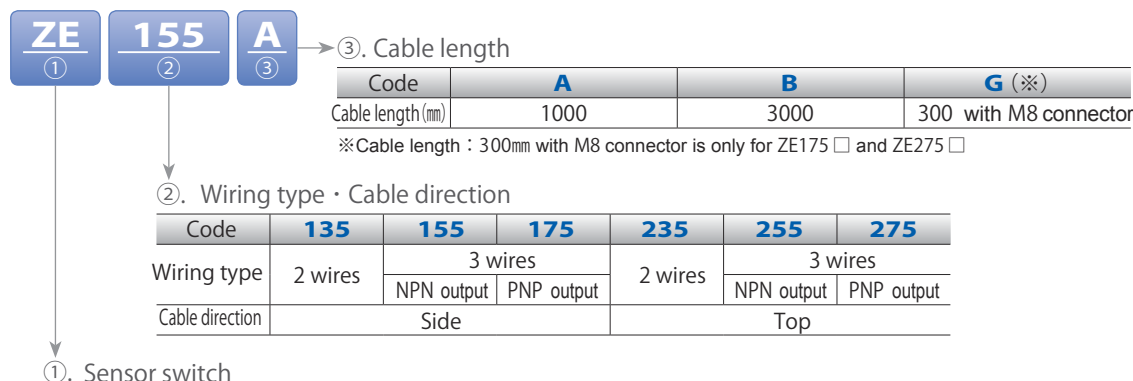 ZE 155 A
① ② ③
③. Cable length
Code A B G (※)
Cable length(㎜) 1000 3000 300 with M8 connector
※Cable length：300㎜ with M8 connector is only for ZE175 □ and ZE275 □
②. Wiring type・Cable direction
Code 135 155 175 235 255 275
Wiring type 2 wires 3 wires 2 wires 3 wires
NPN output PNP output NPN output PNP output
Cable direction Side Top
①. Sensor switch